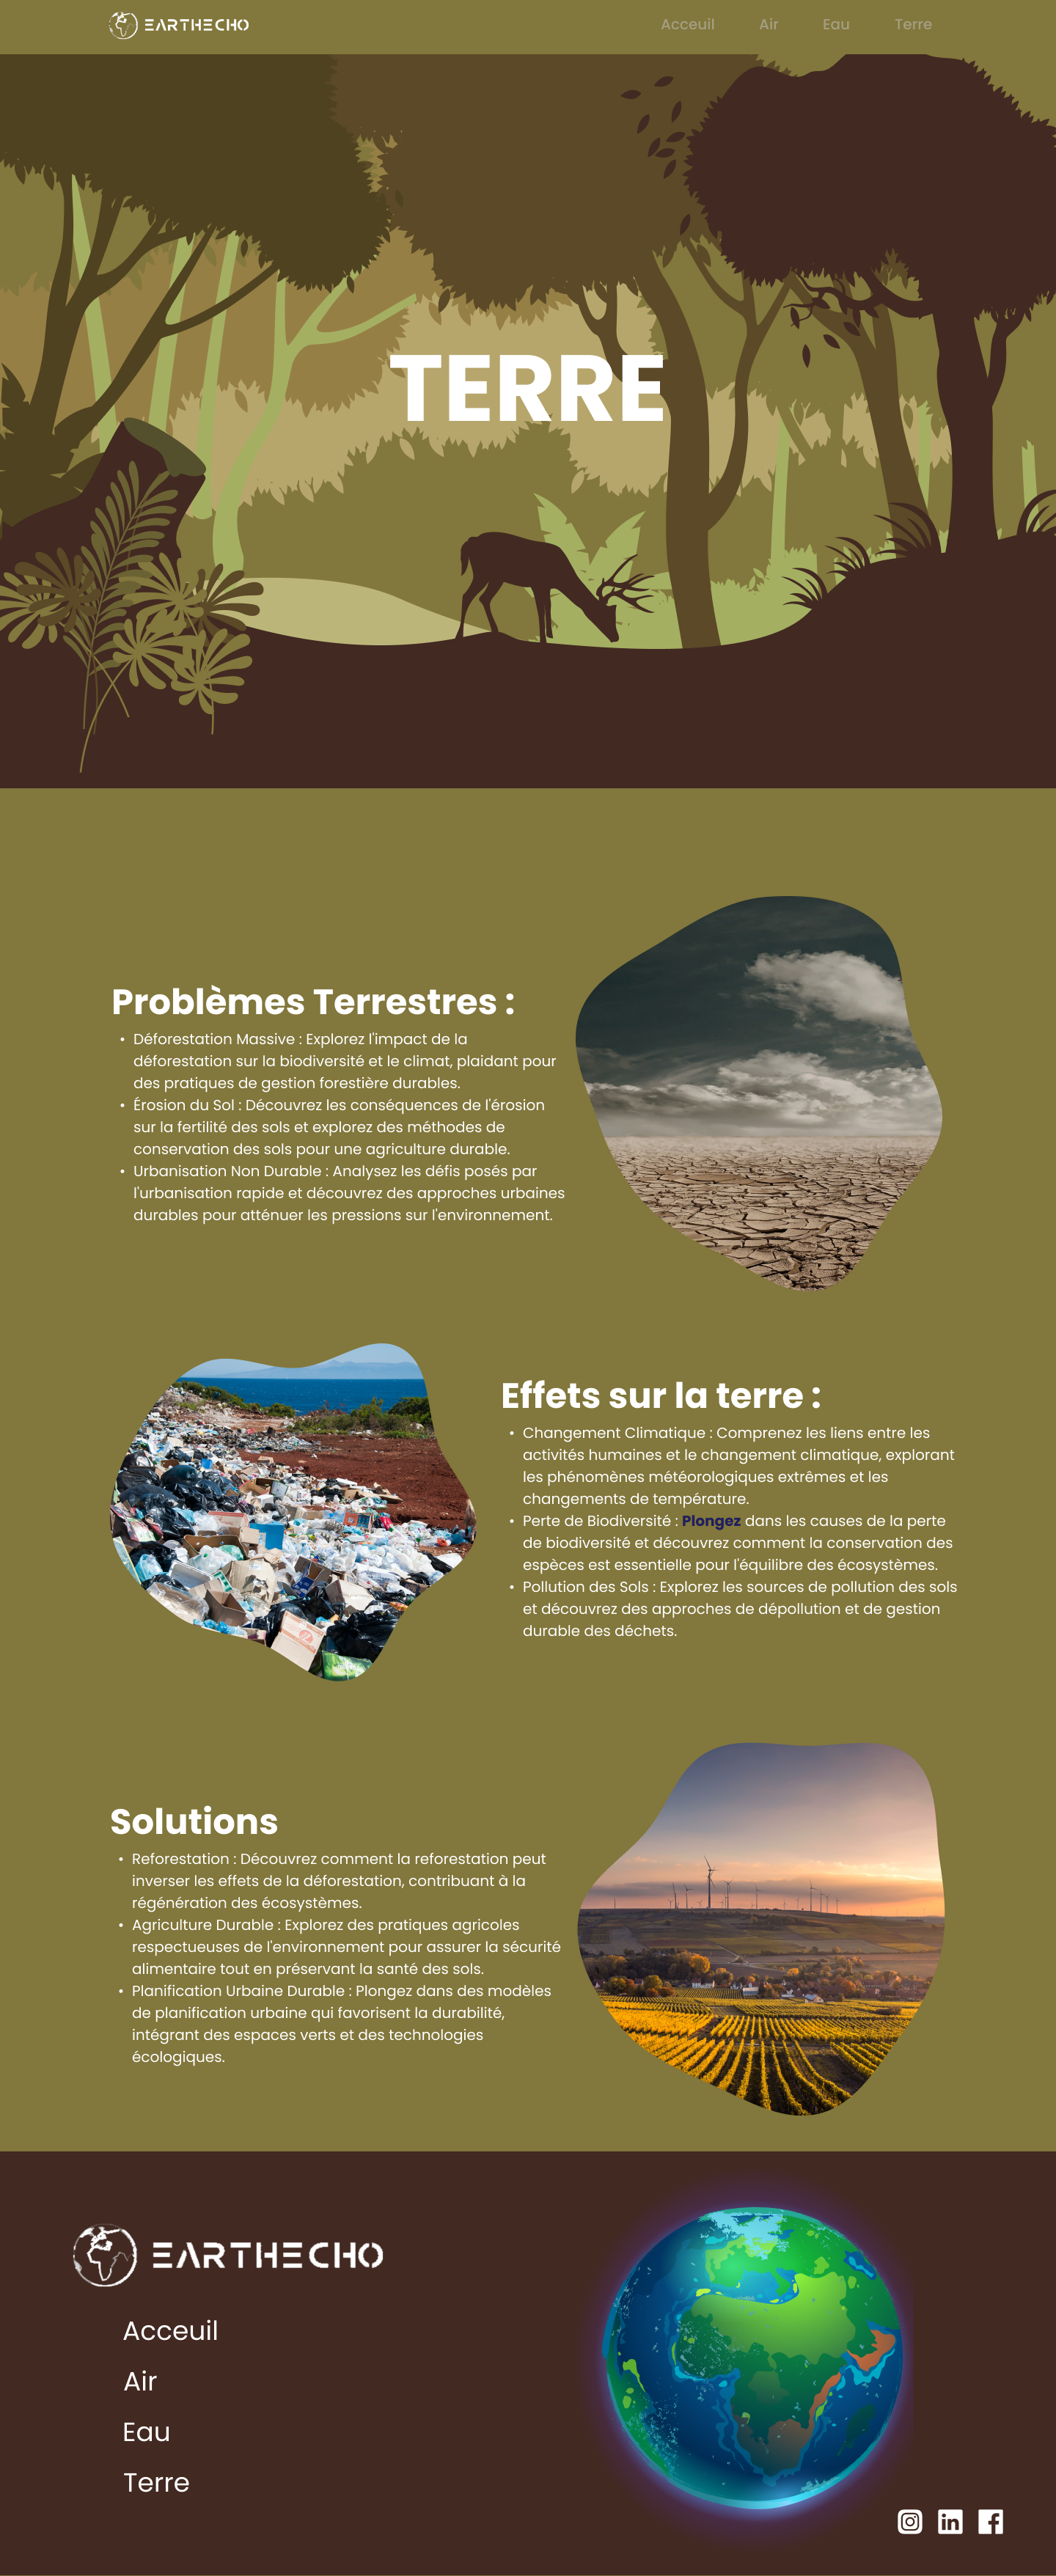 EARTHECHO
Acceuil Air Eau Terre
TERRE
Problèmes Terrestres :
• Déforestation Massive : Explorez l'impact de la
déforestation sur la biodiversité et le climat, plaidant pour
des pratiques de gestion forestière durables.
• Érosion du Sol : Découvrez les conséquences de l'érosion
sur la fertilité des sols et explorez des méthodes de
conservation des sols pour une agriculture durable.
• Urbanisation Non Durable : Analysez les défis posés par
l'urbanisation rapide et découvrez des approches urbaines
durables pour atténuer les pressions sur l'environnement.
Effets sur la terre :
• Changement Climatique : Comprenez les liens entre les
activités humaines et le changement climatique, explorant
les phénomènes météorologiques extrêmes et les
changements de température.
• Perte de Biodiversité : Plongez dans les causes de la perte
de biodiversité et découvrez comment la conservation des
espèces est essentielle pour l'équilibre des écosystèmes.
• Pollution des Sols : Explorez les sources de pollution des sols
et découvrez des approches de dépollution et de gestion
durable des déchets.
Solutions
• Reforestation : Découvrez comment la reforestation peut
inverser les effets de la déforestation, contribuant à la
régénération des écosystèmes.
• Agriculture Durable : Explorez des pratiques agricoles
respectueuses de l'environnement pour assurer la sécurité
alimentaire tout en préservant la santé des sols.
• Planification Urbaine Durable : Plongez dans des modèles
de planification urbaine qui favorisent la durabilité,
intégrant des espaces verts et des technologies
écologiques.
EARTHECHO
Acceuil
Air
Eau
Terre